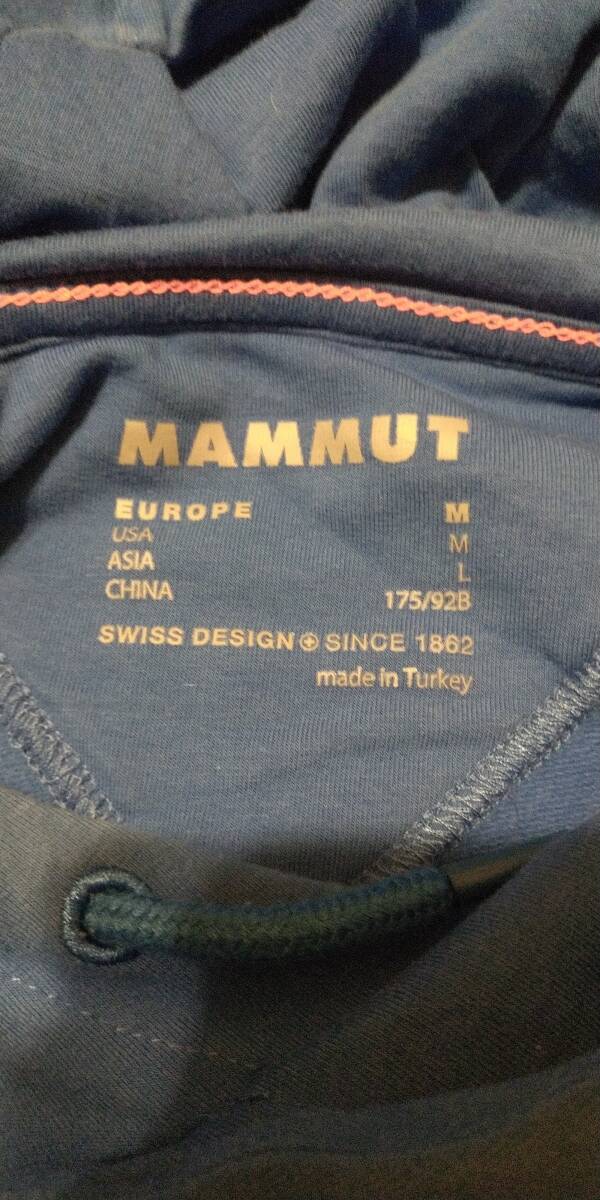 MAMMUT
EUROPE M
USA M
ASIA L
CHINA 175/92B
SWISS DESIGN SINCE 1862
made in Turkey